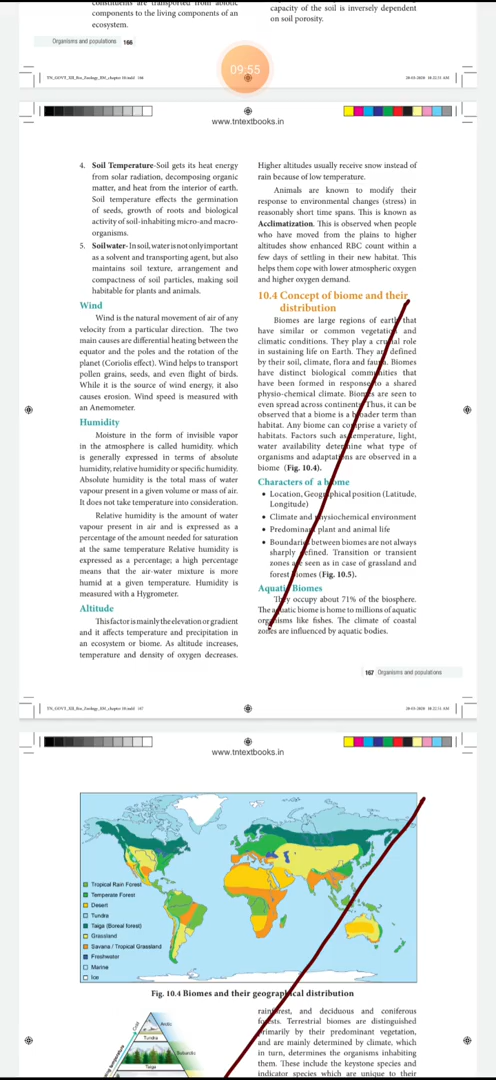 constituents are transported from abiotic
components to the living components of an
ecosystem.
capacity of the soil is inversely dependent
on soil porosity.
Organisms and populations 166
09:55
TN_GOVT_XII_Bio_Zoology_EM_chapter 10.indd 166
www.tntextbooks.in
4. Soil Temperature-Soil gets its heat energy
from solar radiation, decomposing organic
matter, and heat from the interior of earth.
Soil temperature effects the germination
of seeds, growth of roots and biological
activity of soil-inhabiting micro-and macro-
organisms.
5. Soil water- In soil, water is not only important
as a solvent and transporting agent, but also
maintains soil texture, arrangement and
compactness of soil particles, making soil
habitable for plants and animals.
Wind
Wind is the natural movement of air of any
velocity from a particular direction. The two
main causes are differential heating between the
equator and the poles and the rotation of the
planet (Coriolis effect). Wind helps to transport
pollen grains, seeds, and even flight of birds.
While it is the source of wind energy, it also
causes erosion. Wind speed is measured with
an Anemometer.
Humidity
Moisture in the form of invisible vapor
in the atmosphere is called humidity, which
is generally expressed in terms of absolute
humidity, relative humidity or specific humidity.
Absolute humidity is the total mass of water
vapour present in a given volume or mass of air.
It does not take temperature into consideration.
Relative humidity is the amount of water
vapour present in air and is expressed as a
percentage of the amount needed for saturation
at the same temperature Relative humidity is
expressed as a percentage; a high percentage
means that the air-water mixture is more
humid at a given temperature. Humidity is
measured with a Hygrometer.
Altitude
This factor is mainly the elevation or gradient
and it affects temperature and precipitation in
an ecosystem or biome. As altitude increases,
temperature and density of oxygen decreases.
Higher altitudes usually receive snow instead of
rain because of low temperature.
Animals are known to modify their
response to environmental changes (stress) in
reasonably short time spans. This is known as
Acclimatization. This is observed when people
who have moved from the plains to higher
altitudes show enhanced RBC count within a
few days of settling in their new habitat. This
helps them cope with lower atmospheric oxygen
and higher oxygen demand.
10.4 Concept of biome and their
distribution
Biomes are large regions of earth that
have similar or common vegetation and
climatic conditions. They play a crucial role
in sustaining life on Earth. They are defined
by their soil, climate, flora and fauna. Biomes
have distinct biological communities that
have been formed in response to a shared
physio-chemical climate. Biomes are seen to
even spread across continents. Thus, it can be
observed that a biome is a broader term than
habitat. Any biome can comprise a variety of
habitats. Factors such as temperature, light,
water availability determine what type of
organisms and adaptations are observed in a
biome (Fig. 10.4).
Characters of a biome
• Location, Geographical position (Latitude,
Longitude)
• Climate and physiochemical environment
• Predominant plant and animal life
• Boundaries between biomes are not always
sharply defined. Transition or transient
zones are seen as in case of grassland and
forest biomes (Fig. 10.5).
Aquatic Biomes
They occupy about 71% of the biosphere.
The aquatic biome is home to millions of aquatic
organisms like fishes. The climate of coastal
zones are influenced by aquatic bodies.
167 Organisms and populations
TN_GOVT_XII_Bio_Zoology_EM_chapter 10.indd 167
www.tntextbooks.in
Tropical Rain Forest
Temperate Forest
Desert
Tundra
Taiga (Boreal forest)
Grassland
Savana / Tropical Grassland
Freshwater
Marine
Ice
Fig. 10.4 Biomes and their geographical distribution
Cold
Arctic
Tundra
Subarctic
Taiga
rainforest, and deciduous and coniferous
forests. Terrestrial biomes are distinguished
primarily by their predominant vegetation,
and are mainly determined by climate, which
in turn, determines the organisms inhabiting
them. These include the keystone species and
indicator species which are unique to their